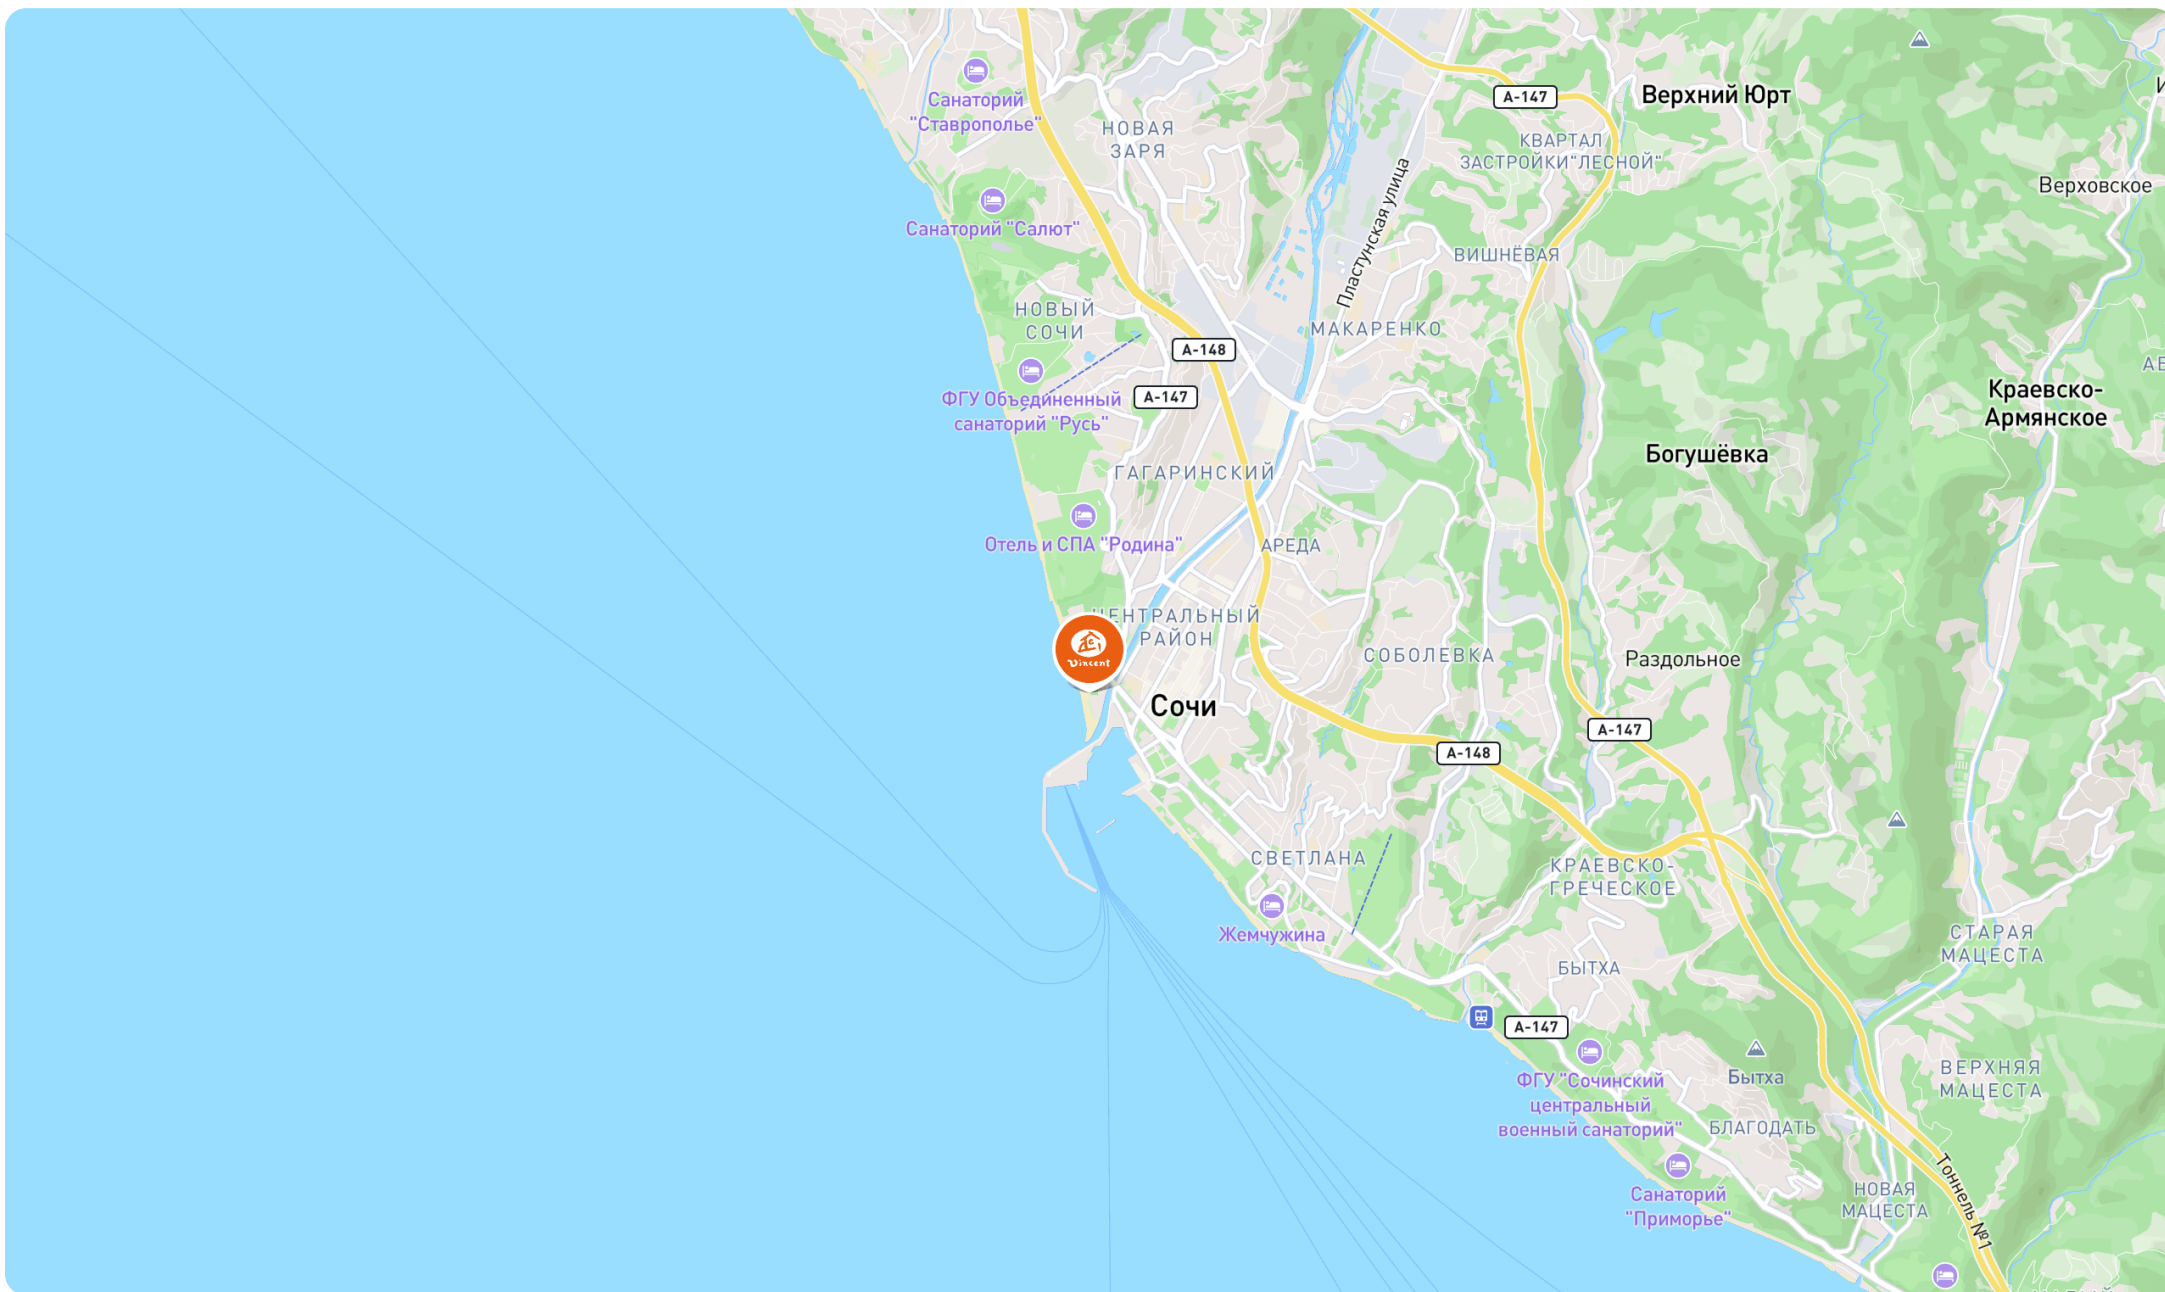 А-147
Верхний Юрт
Санаторий
"Ставрополье"
НОВАЯ
ЗАРЯ
КВАРТАЛ
ЗАСТРОЙКИ"ЛЕСНОЙ"
Верховское
Санаторий "Салют"
Пластунская улица
ВИШНЁВАЯ
НОВЫЙ
СОЧИ
МАКАРЕНКО
А-148
А-147
ФГУ Объединенный
санаторий "Русь"
Краевско-
Армянское
Богушёвка
ГАГАРИНСКИЙ
Отель и СПА "Родина"
АРЕДА
ЦЕНТРАЛЬНЫЙ
РАЙОН
Vincent
СОБОЛЕВКА
Раздольное
Сочи
А-147
А-148
СВЕТЛАНА
КРАЕВСКО-
ГРЕЧЕСКОЕ
Жемчужина
СТАРАЯ
МАЦЕСТА
БЫТХА
А-147
ФГУ "Сочинский
центральный
военный санаторий"
Бытха
ВЕРХНЯЯ
МАЦЕСТА
БЛАГОДАТЬ
Тоннель №1
Санаторий
"Приморье"
НОВАЯ
МАЦЕСТА